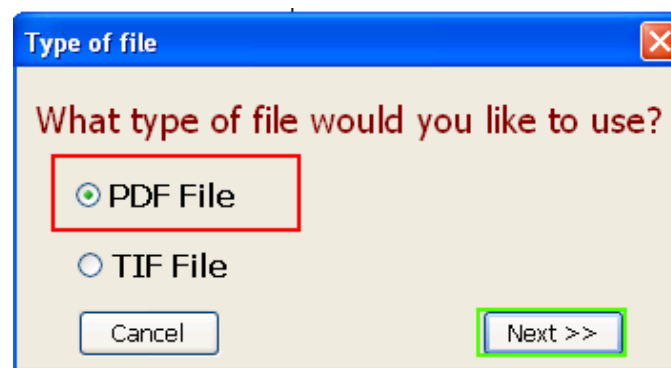 Type of file
What type of file would you like to use?
PDF File
TIF File
Cancel Next >>